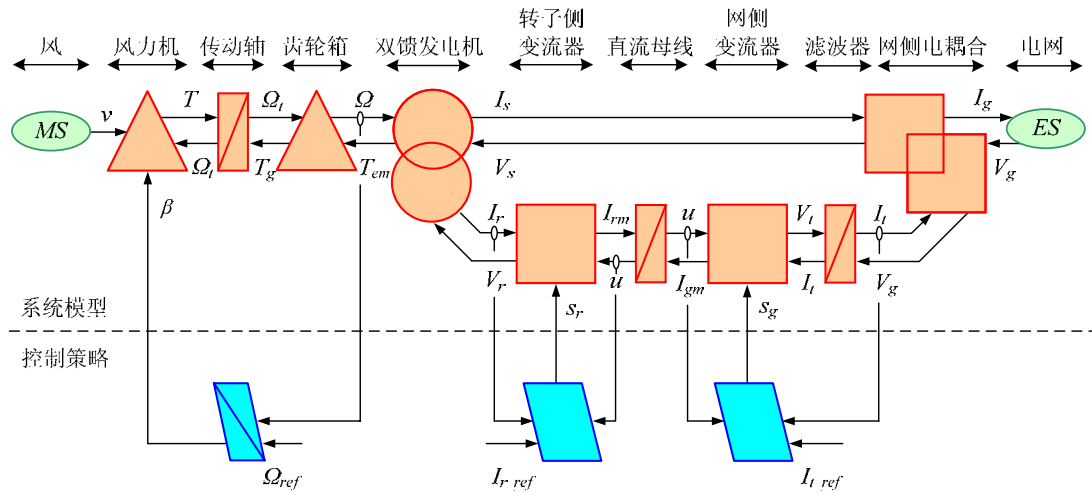 风 风力机 传动轴 齿轮箱 双馈发电机 转子侧变流器 直流母线 网侧变流器 滤波器 网侧电耦合 电网
MS v T Ω_t Ω I_s I_g ES
Ω_t T_g T_em V_s V_g
β I_r I_rm u V_t I_t
V_r u I_gm I_t V_g
系统模型 s_r s_g
控制策略
Ω_ref I_r_ref I_t_ref